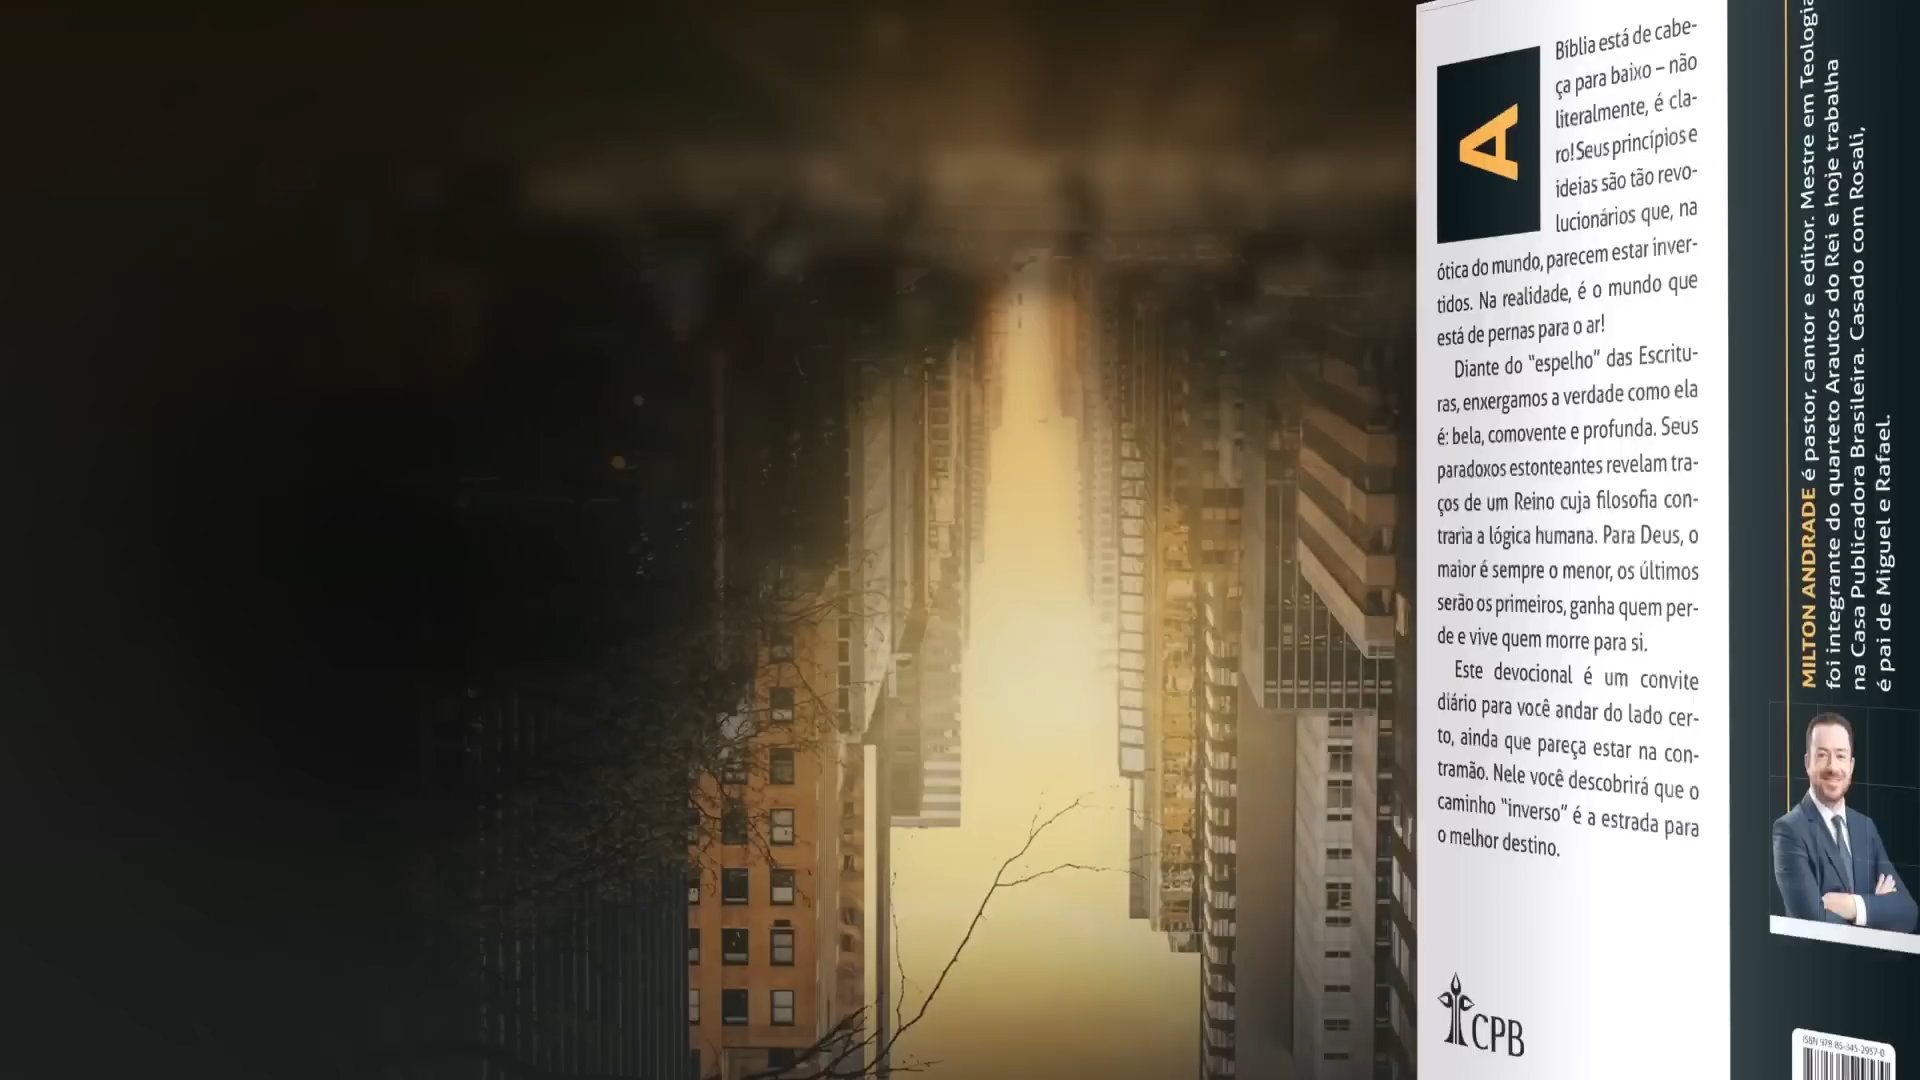 A
Bíblia está de cabe-
ça para baixo – não
literalmente, é cla-
ro! Seus princípios e
ideias são tão revo-
lucionários que, na
ótica do mundo, parecem estar inver-
tidos. Na realidade, é o mundo que
está de pernas para o ar!
Diante do “espelho” das Escritu-
ras, enxergamos a verdade como ela
é: bela, comovente e profunda. Seus
paradoxos estonteantes revelam tra-
ços de um Reino cuja filosofia con-
traria a lógica humana. Para Deus, o
maior é sempre o menor, os últimos
serão os primeiros, ganha quem per-
de e vive quem morre para si.
Este devocional é um convite
diário para você andar do lado cer-
to, ainda que pareça estar na con-
tramão. Nele você descobrirá que o
caminho “inverso” é a estrada para
o melhor destino.
CPB
MILTON ANDRADE é pastor, cantor e editor. Mestre em Teologia
foi integrante do quarteto Arautos do Rei e hoje trabalha
na Casa Publicadora Brasileira. Casado com Rosali,
é pai de Miguel e Rafael.
ISBN 978 85-345-2957-0